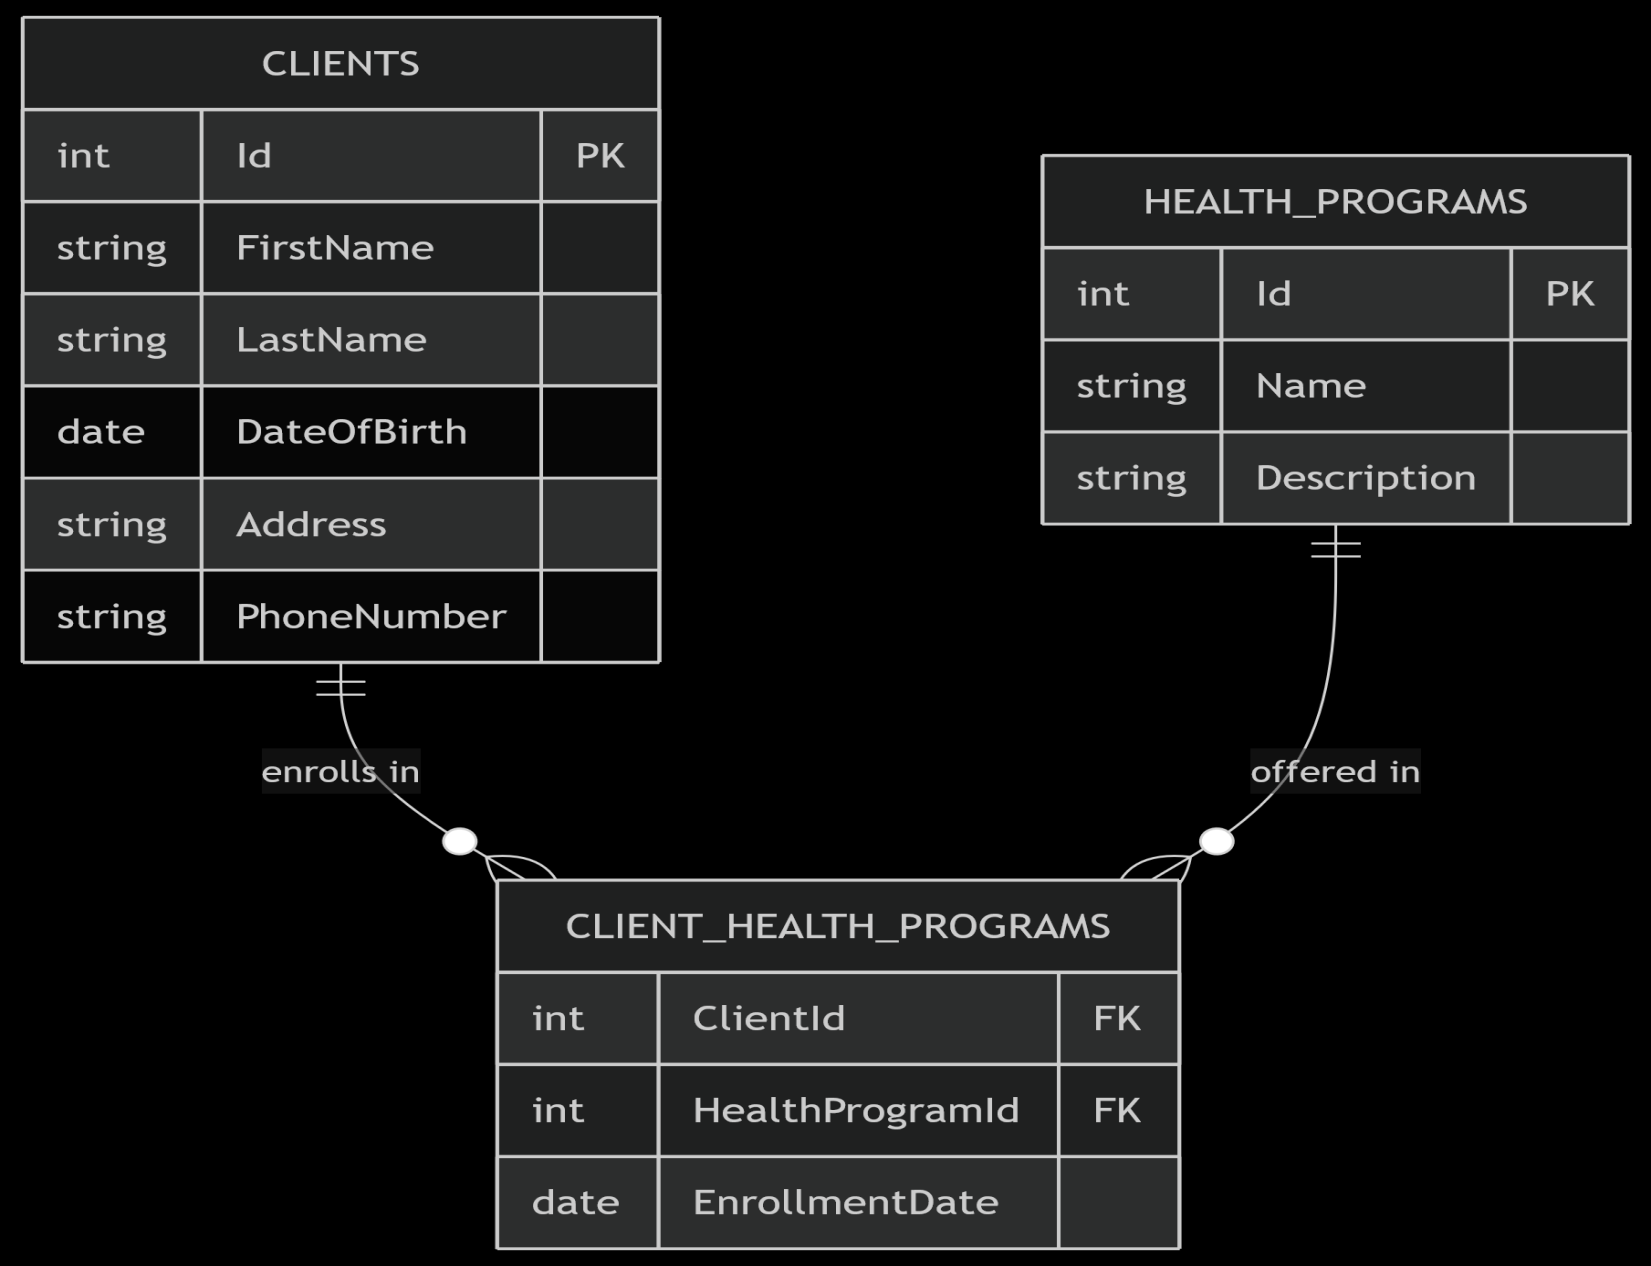 CLIENTS
int Id PK
string FirstName
string LastName
date DateOfBirth
string Address
string PhoneNumber
HEALTH_PROGRAMS
int Id PK
string Name
string Description
enrolls in
offered in
CLIENT_HEALTH_PROGRAMS
int ClientId FK
int HealthProgramId FK
date EnrollmentDate